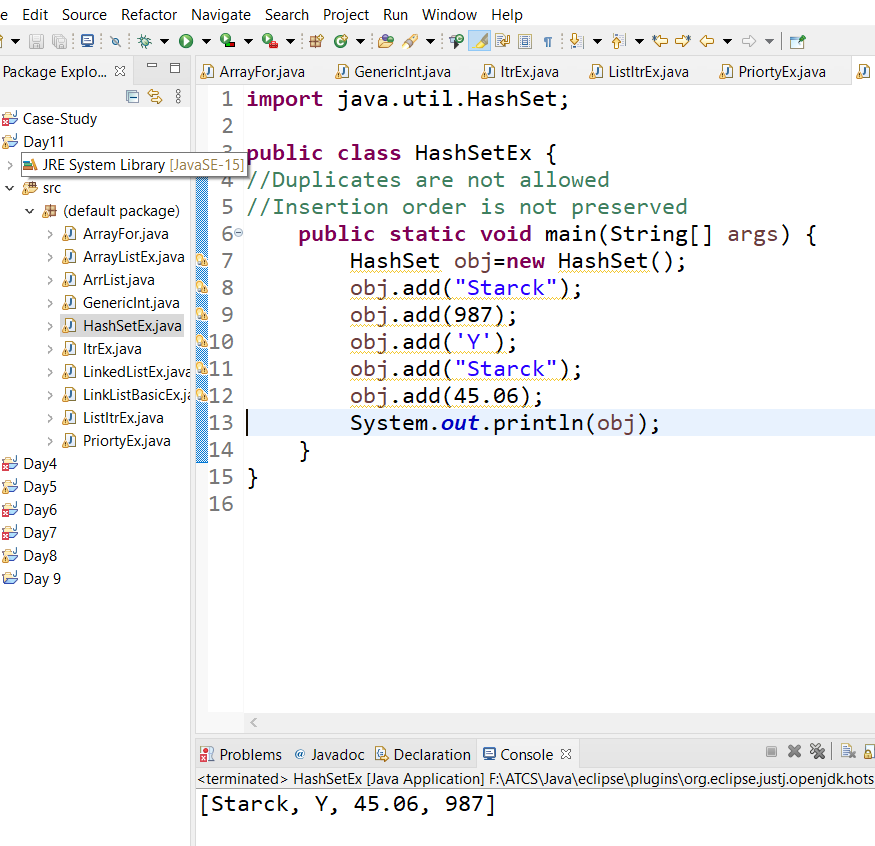 e Edit Source Refactor Navigate Search Project Run Window Help
Package Explo...
ArrayFor.java GenericInt.java ItrEx.java ListItrEx.java PriortyEx.java
Case-Study
Day11
JRE System Library [JavaSE-15]
src
(default package)
ArrayFor.java
ArrayListEx.java
ArrList.java
GenericInt.java
HashSetEx.java
ItrEx.java
LinkedListEx.java
LinkListBasicEx.ja
ListItrEx.java
PriortyEx.java
Day4
Day5
Day6
Day7
Day8
Day 9
1 import java.util.HashSet;
2
3 public class HashSetEx {
4 //Duplicates are not allowed
5 //Insertion order is not preserved
6 public static void main(String[] args) {
7 HashSet obj=new HashSet();
8 obj.add("Starck");
9 obj.add(987);
10 obj.add('Y');
11 obj.add("Starck");
12 obj.add(45.06);
13 System.out.println(obj);
14 }
15 }
16
Problems @ Javadoc Declaration Console
<terminated> HashSetEx [Java Application] F:\ATCS\Java\eclipse\plugins\org.eclipse.justj.openjdk.hots
[Starck, Y, 45.06, 987]